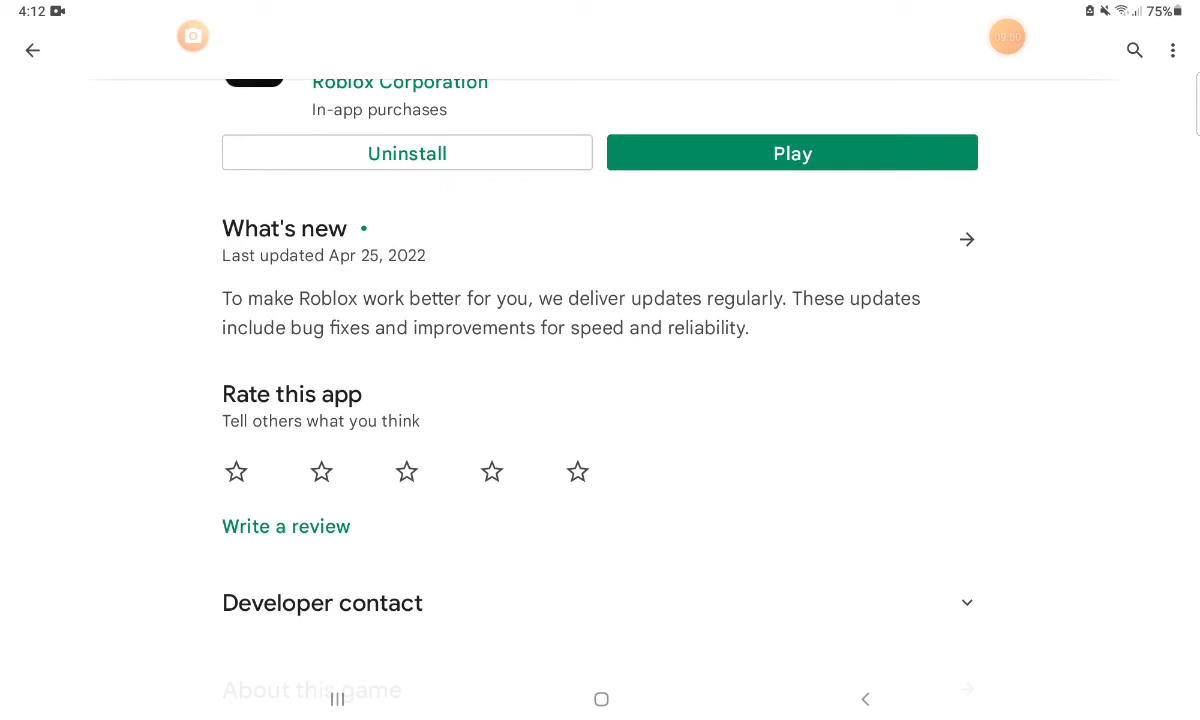 4:12
75%
09:00
Roblox Corporation
In-app purchases
Uninstall
Play
What's new
Last updated Apr 25, 2022
To make Roblox work better for you, we deliver updates regularly. These updates
include bug fixes and improvements for speed and reliability.
Rate this app
Tell others what you think
Write a review
Developer contact
About this game